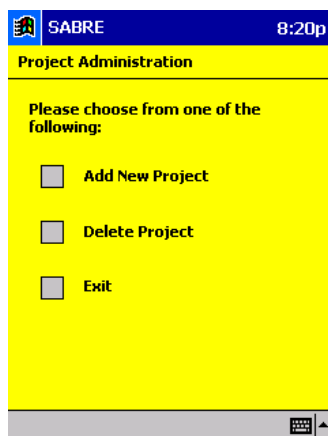 SABRE 8:20p
Project Administration
Please choose from one of the
following:
Add New Project
Delete Project
Exit